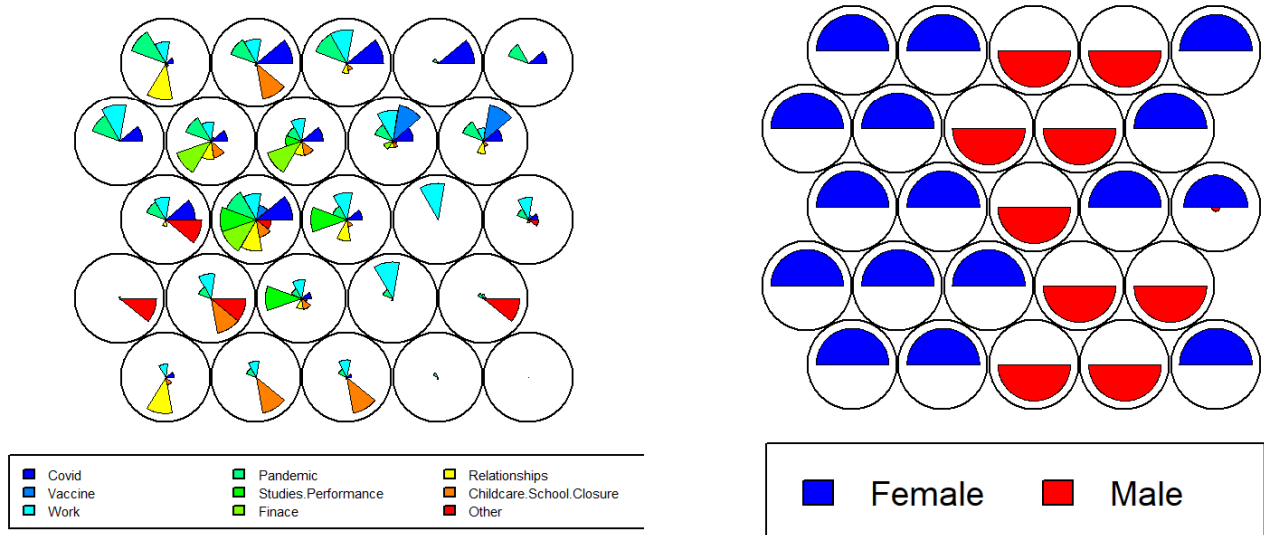 Covid Pandemic Relationships
Vaccine Studies.Performance Childcare.School.Closure
Work Finace Other
Female Male